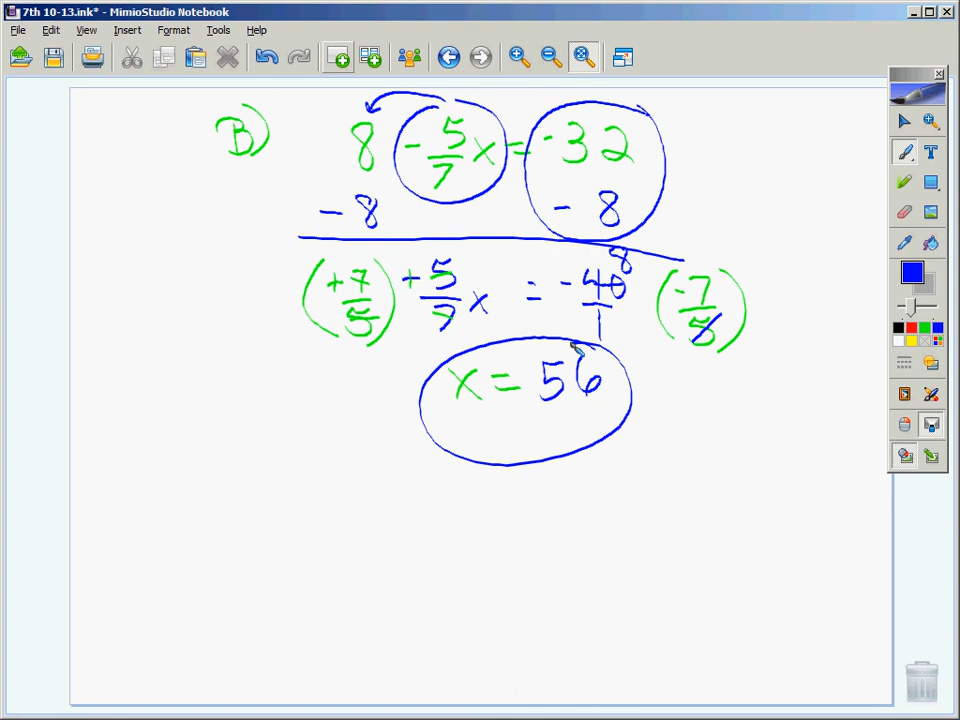 7th 10-13.ink* - MimioStudio Notebook
File Edit View Insert Format Tools Help
B) 8 - 5/7 x = -32
- 8 - 8
(+7/5) +5/7 x = -40/1 8 (-7/5)
x = 56
T